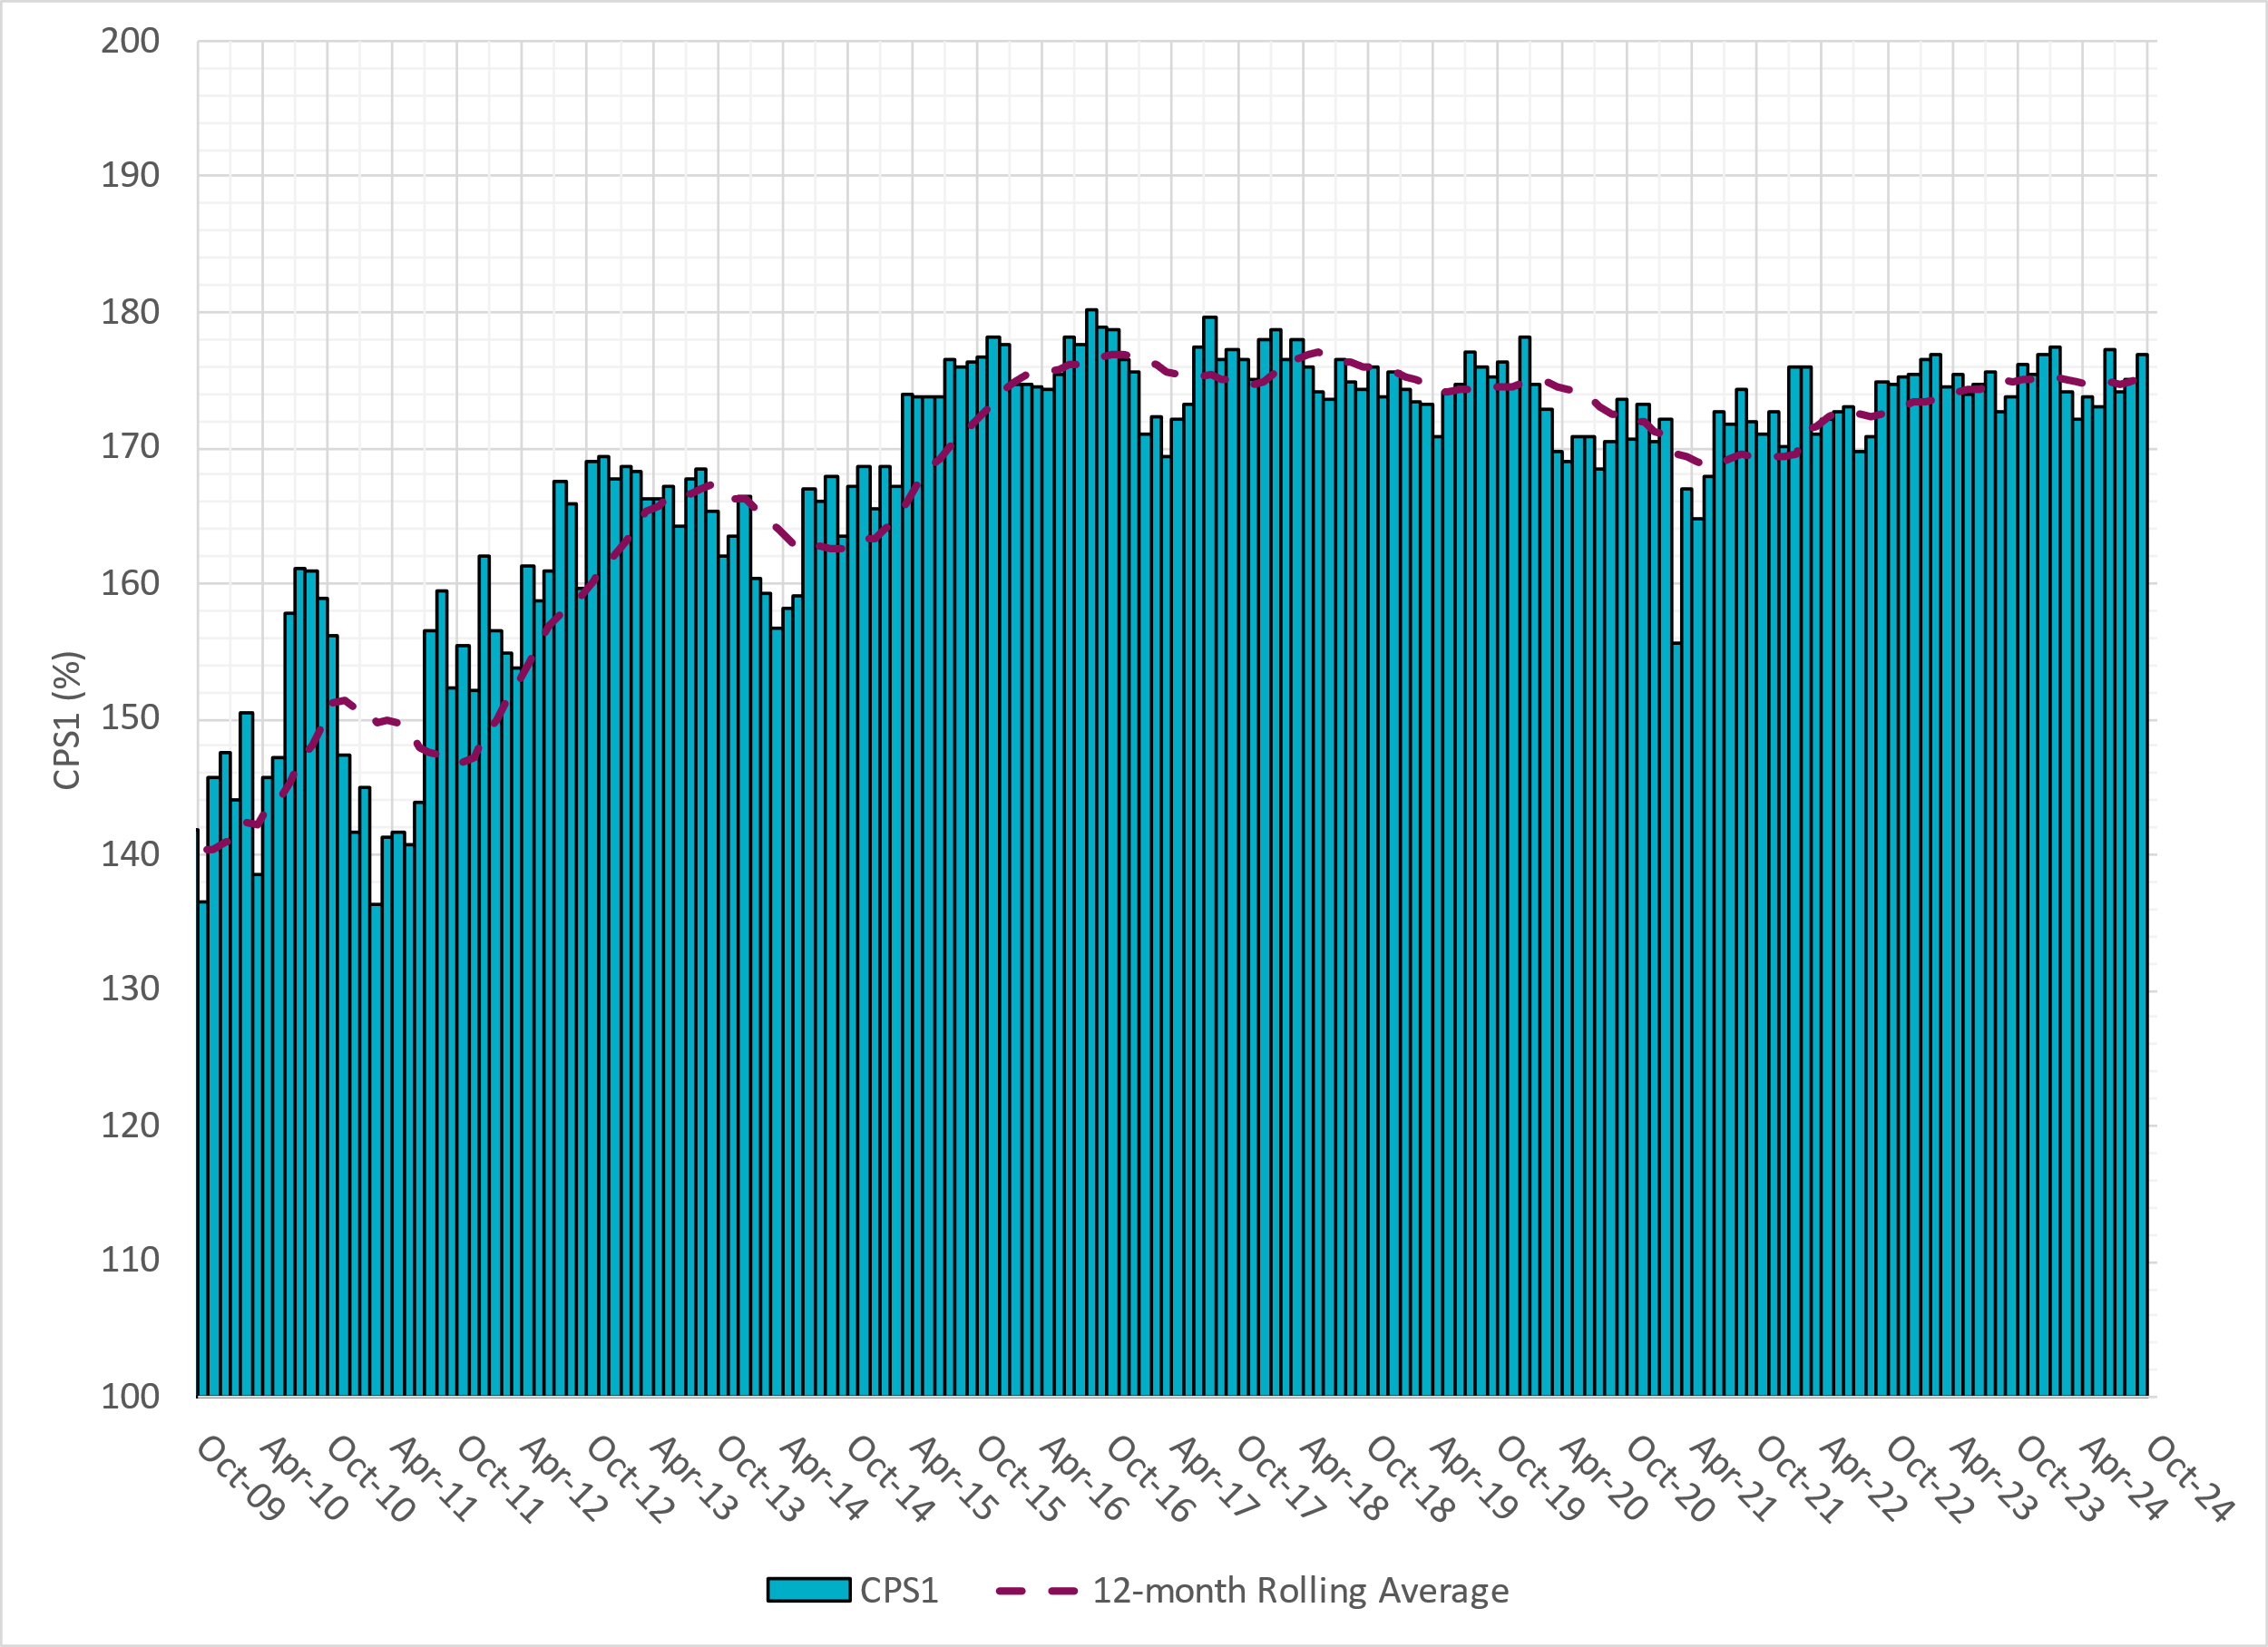 200
190
180
170
160
150
140
130
120
110
100
CPS1 (%)
Oct-09
Apr-10
Oct-10
Apr-11
Oct-11
Apr-12
Oct-12
Apr-13
Oct-13
Apr-14
Oct-14
Apr-15
Oct-15
Apr-16
Oct-16
Apr-17
Oct-17
Apr-18
Oct-18
Apr-19
Oct-19
Apr-20
Oct-20
Apr-21
Oct-21
Apr-22
Oct-22
Apr-23
Oct-23
Apr-24
Oct-24
CPS1
12-month Rolling Average